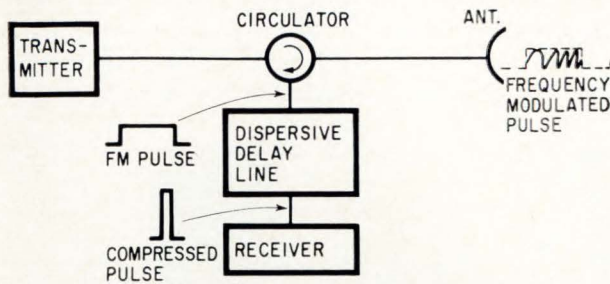 CIRCULATOR
ANT.
TRANS-
MITTER
FREQUENCY
MODULATED
PULSE
FM PULSE
DISPERSIVE
DELAY
LINE
COMPRESSED
PULSE
RECEIVER